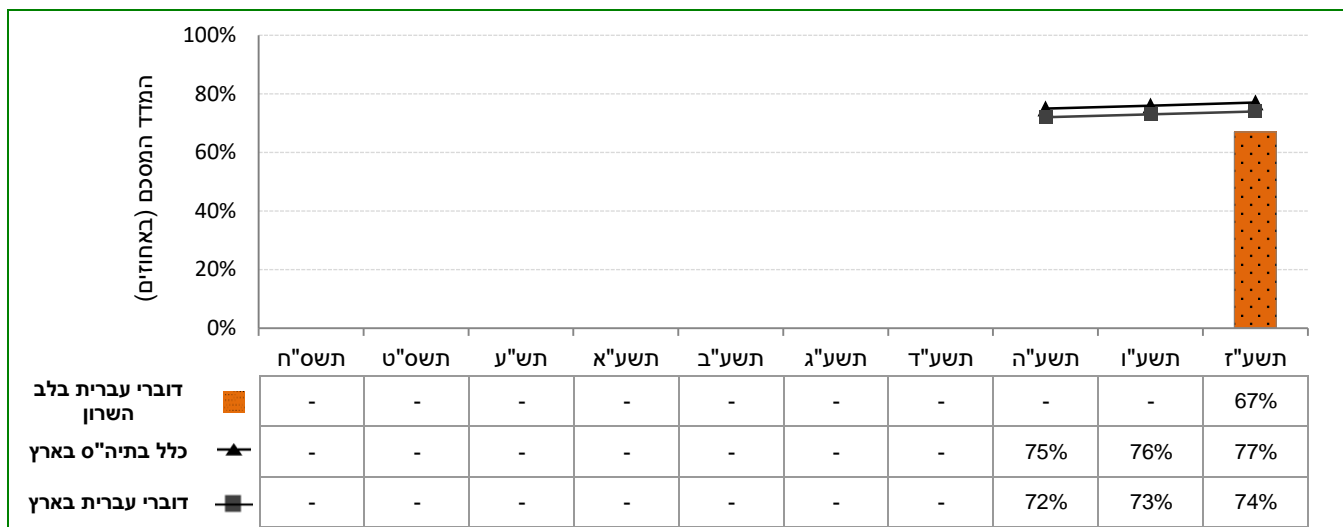 המדד המסכם (באחוזים)
100%
80%
60%
40%
20%
0%
תשס"ח תשס"ט תש"ע תשע"א תשע"ב תשע"ג תשע"ד תשע"ה תשע"ו תשע"ז
דוברי עברית בלב
השרון
- - - - - - - - - 67%
כלל בתיה"ס בארץ - - - - - - - 75% 76% 77%
דוברי עברית בארץ - - - - - - - 72% 73% 74%